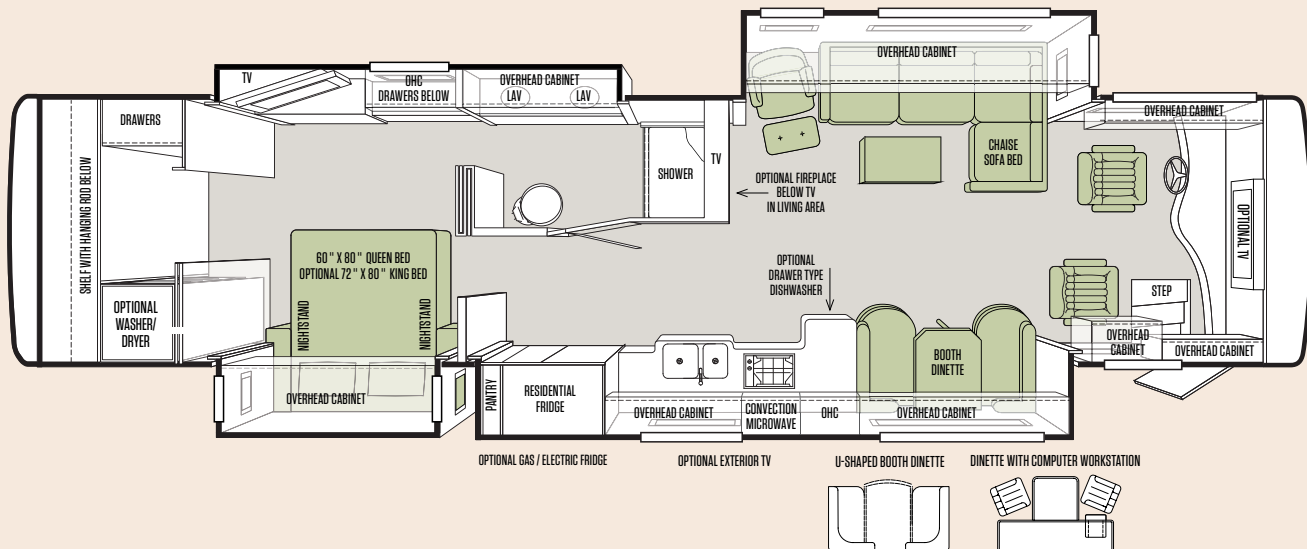 OVERHEAD CABINET
TV
OHC
DRAWERS BELOW
OVERHEAD CABINET
LAV
LAV
OVERHEAD CABINET
DRAWERS
SHELF WITH HANGING ROD BELOW
SHOWER
TV
CHAISE
SOFA BED
OPTIONAL FIREPLACE
BELOW TV
IN LIVING AREA
OPTIONAL TV
60" X 80" QUEEN BED
OPTIONAL 72" X 80" KING BED
NIGHTSTAND
NIGHTSTAND
OPTIONAL
DRAWER TYPE
DISHWASHER
STEP
OPTIONAL
WASHER/
DRYER
OVERHEAD
CABINET
OVERHEAD CABINET
BOOTH
DINETTE
PANTRY
RESIDENTIAL
FRIDGE
OVERHEAD CABINET
OVERHEAD CABINET
CONVECTION
MICROWAVE
OHC
OVERHEAD CABINET
OPTIONAL GAS / ELECTRIC FRIDGE
OPTIONAL EXTERIOR TV
U-SHAPED BOOTH DINETTE
DINETTE WITH COMPUTER WORKSTATION